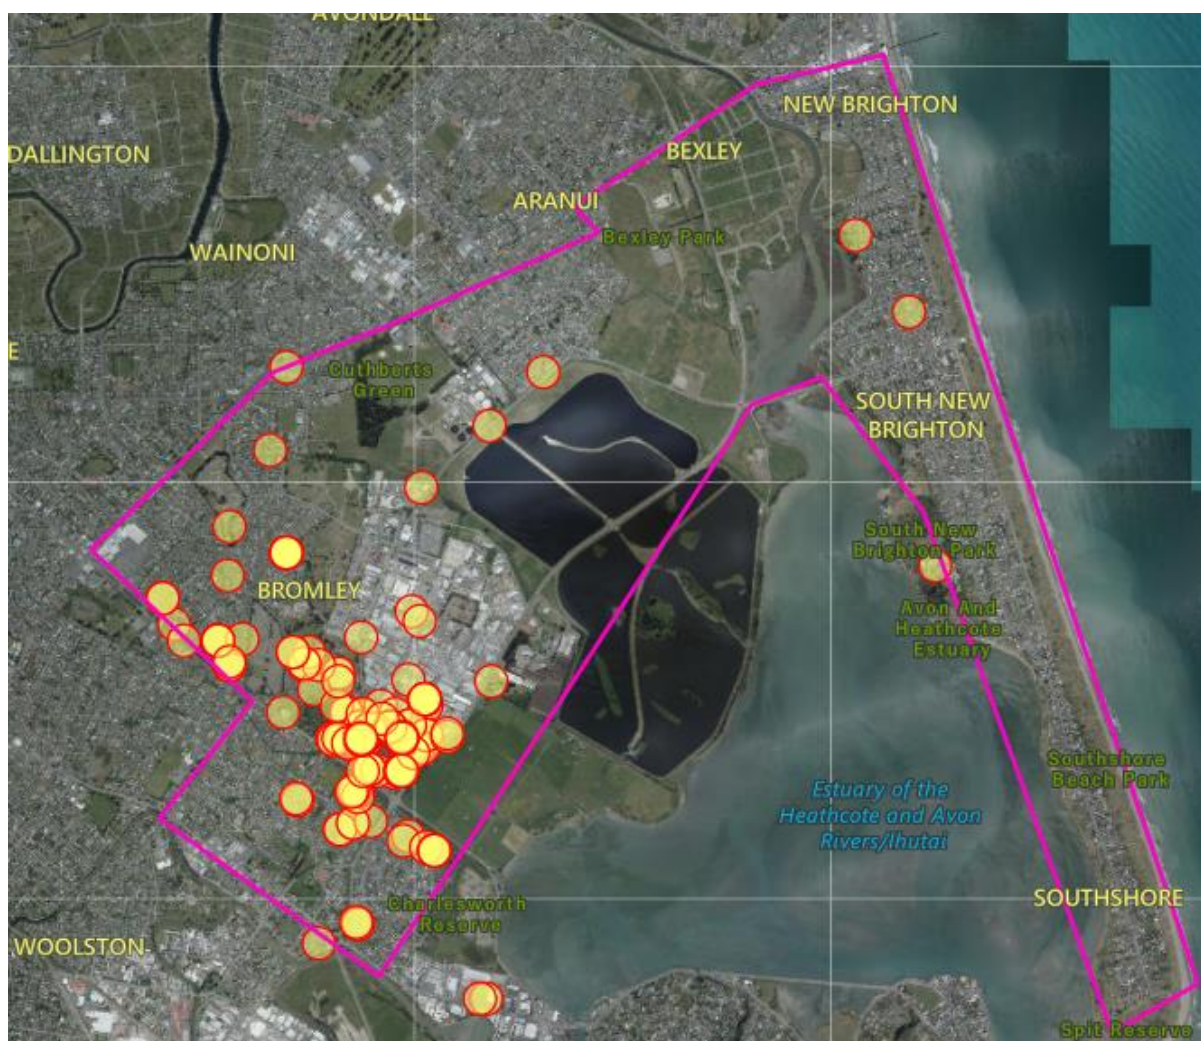 AVONDALE
NEW BRIGHTON
DALLINGTON
BEXLEY
ARANUI
Bexley Park
WAINONI
E
Cuthberts
Green
SOUTH NEW
BRIGHTON
South New
Brighton Park
BROMLEY
Avon And
Heathcote
Estuary
Southshore
Beach Park
Estuary of the
Heathcote and Avon
Rivers/Ihutai
SOUTHSHORE
Charlesworth
Reserve
WOOLSTON
Spit Reserve